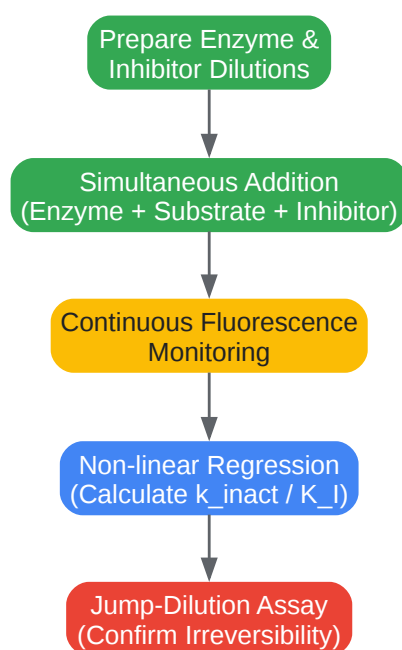 Prepare Enzyme &
Inhibitor Dilutions
Simultaneous Addition
(Enzyme + Substrate + Inhibitor)
Continuous Fluorescence
Monitoring
Non-linear Regression
(Calculate k_inact / K_I)
Jump-Dilution Assay
(Confirm Irreversibility)